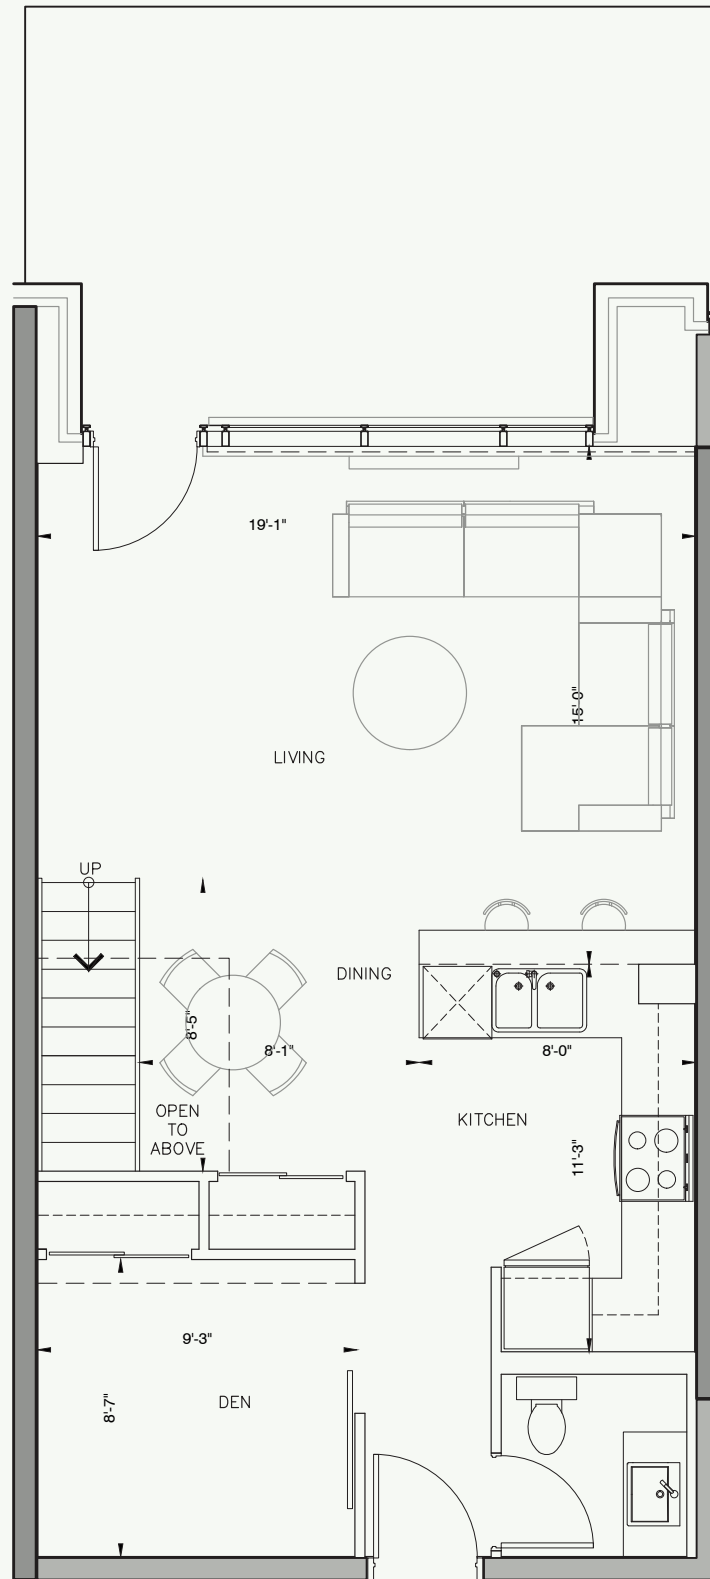 19'-1"
15'-0"
LIVING
UP
DINING
8'-5"
8'-1"
8'-0"
OPEN
TO
ABOVE
KITCHEN
11'-3"
9'-3"
8'-7"
DEN